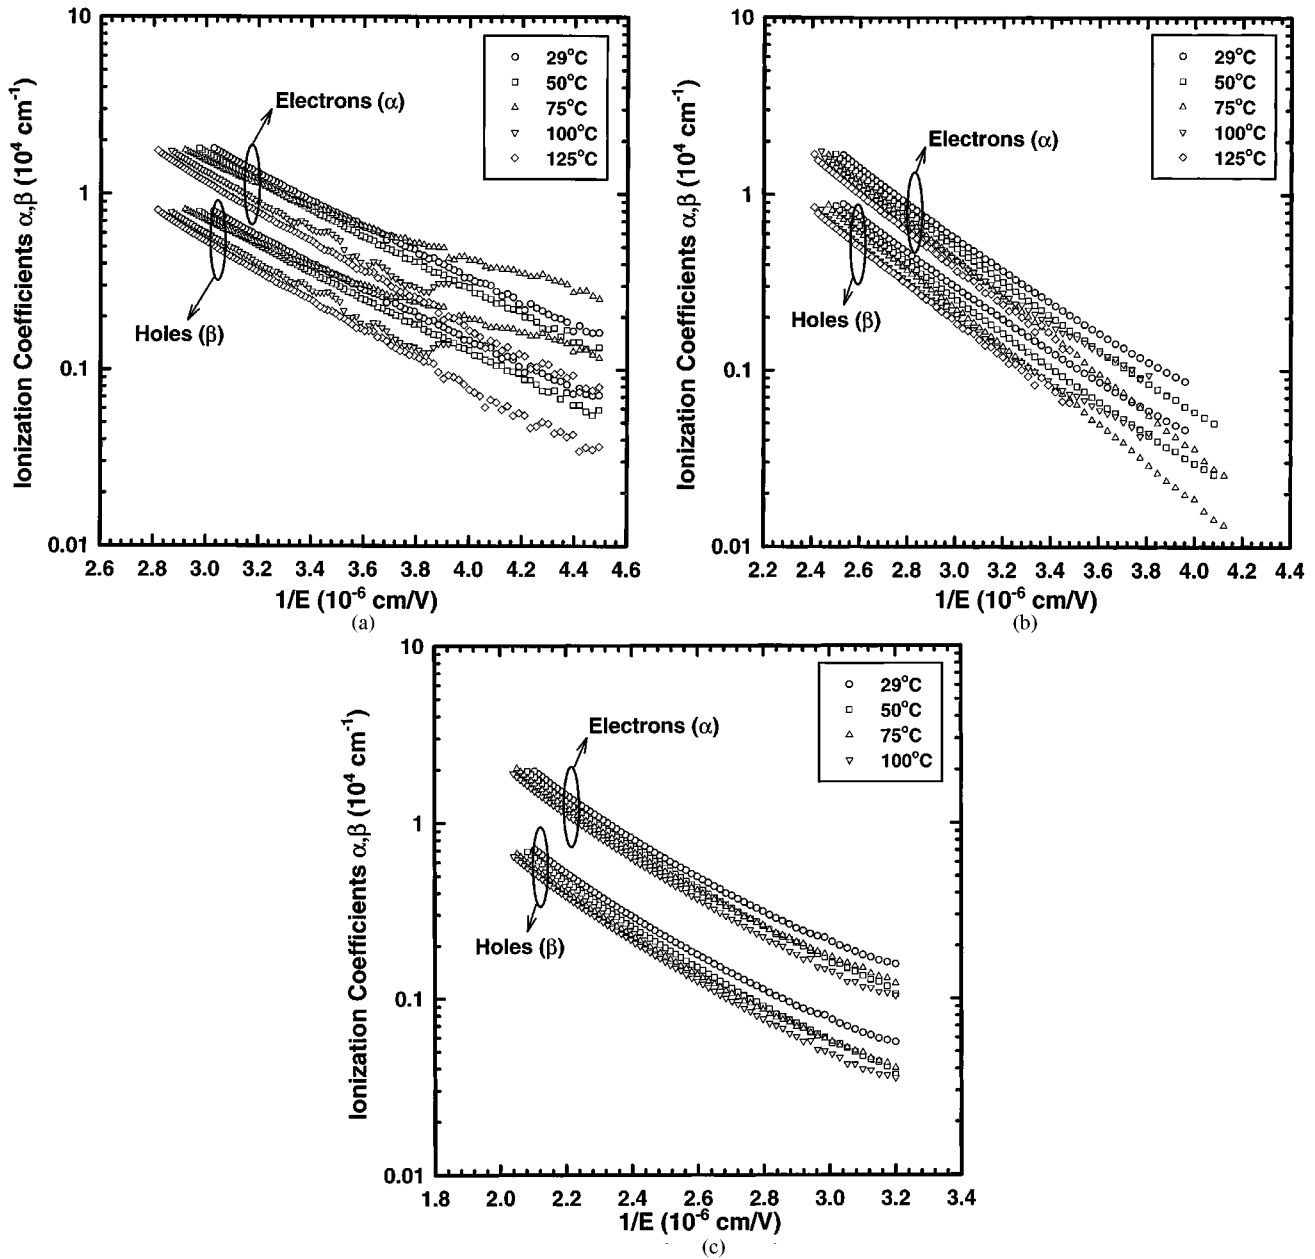 10
1
0.1
0.01
Ionization Coefficients α,β (10⁴ cm⁻¹)
Electrons (α)
Holes (β)
29°C
50°C
75°C
100°C
125°C
2.6 2.8 3.0 3.2 3.4 3.6 3.8 4.0 4.2 4.4 4.6
1/E (10⁻⁶ cm/V)
(a)
10
1
0.1
0.01
Ionization Coefficients α,β (10⁴ cm⁻¹)
Electrons (α)
Holes (β)
29°C
50°C
75°C
100°C
125°C
2.2 2.4 2.6 2.8 3.0 3.2 3.4 3.6 3.8 4.0 4.2 4.4
1/E (10⁻⁶ cm/V)
(b)
10
1
0.1
0.01
Ionization Coefficients α,β (10⁴ cm⁻¹)
Electrons (α)
Holes (β)
29°C
50°C
75°C
100°C
1.8 2.0 2.2 2.4 2.6 2.8 3.0 3.2 3.4
1/E (10⁻⁶ cm/V)
(c)